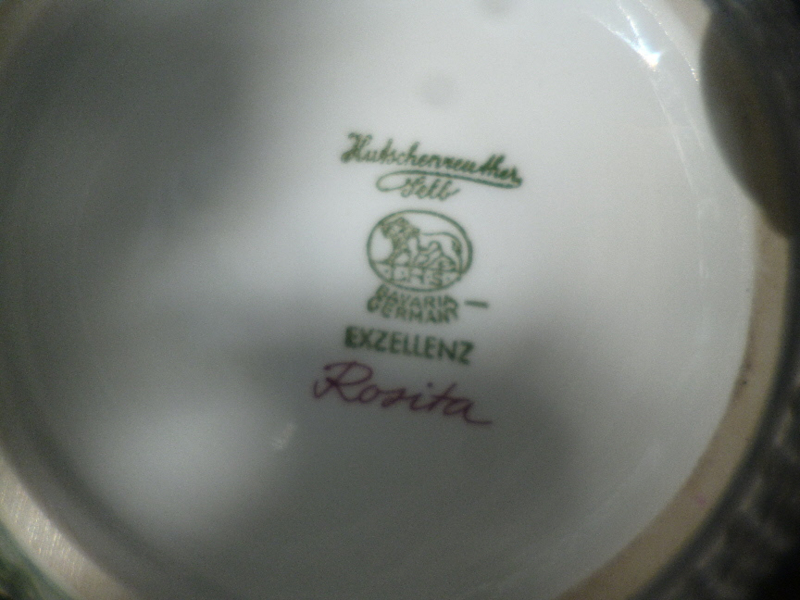 Hutschenreuther
Selb
L.H.S.
BAVARIA
GERMANY
EXZELLENZ
Rosita